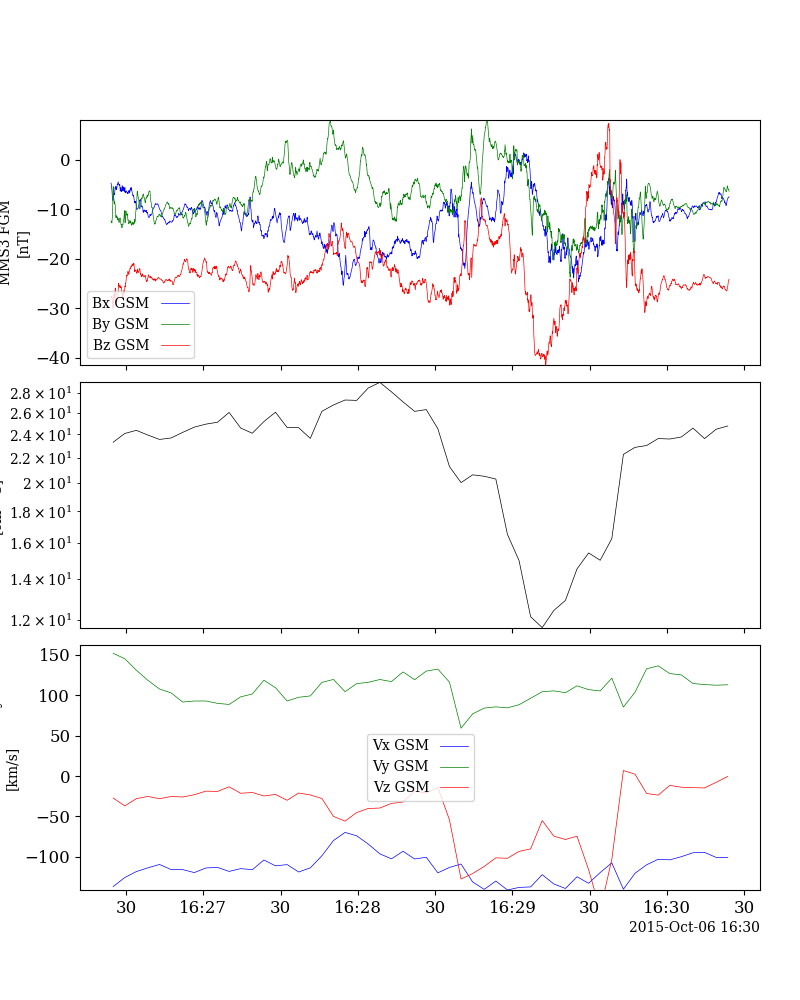 0
−10
−20
−30
−40
MMS3 FGM
[nT]
Bx GSM
By GSM
Bz GSM
2.8 × 10¹
2.6 × 10¹
2.4 × 10¹
2.2 × 10¹
2 × 10¹
1.8 × 10¹
1.6 × 10¹
1.4 × 10¹
1.2 × 10¹
150
100
50
0
−50
−100
[km/s]
Vx GSM
Vy GSM
Vz GSM
30 16:27 30 16:28 30 16:29 30 16:30 30
2015-Oct-06 16:30